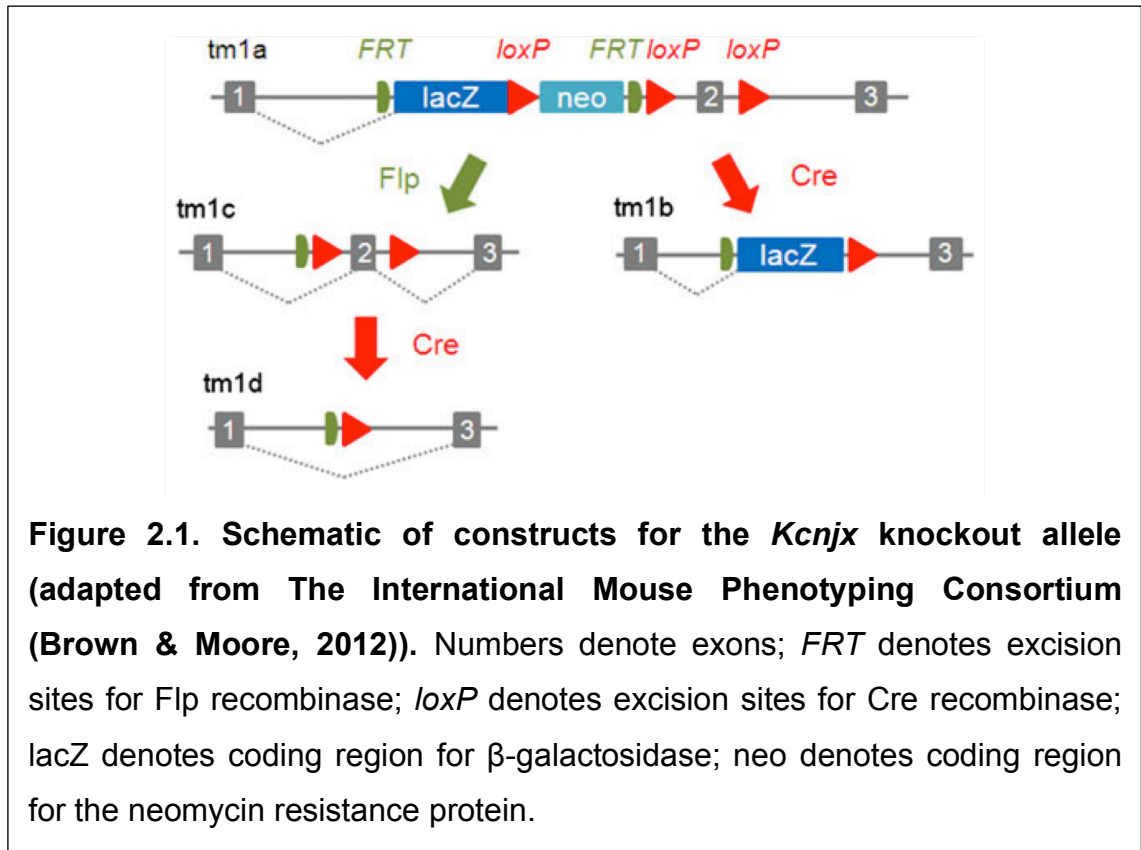 tm1a FRT loxP FRT loxP loxP
1 lacZ neo 2 3
Flp Cre
tm1c tm1b
1 2 3 1 lacZ 3
Cre
tm1d
1 3
Figure 2.1. Schematic of constructs for the Kcnjx knockout allele
(adapted from The International Mouse Phenotyping Consortium
(Brown & Moore, 2012)). Numbers denote exons; FRT denotes excision
sites for Flp recombinase; loxP denotes excision sites for Cre recombinase;
lacZ denotes coding region for β-galactosidase; neo denotes coding region
for the neomycin resistance protein.